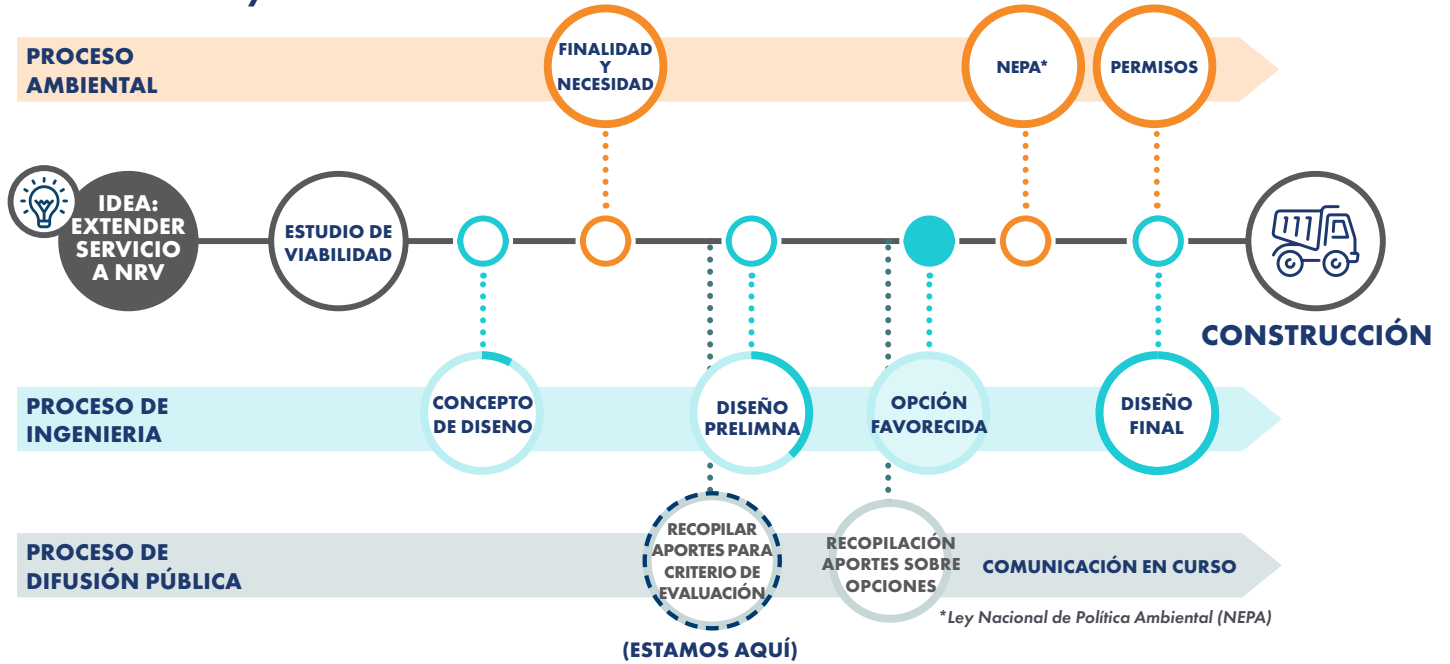 PROCESO
AMBIENTAL
FINALIDAD
Y
NECESIDAD
NEPA*
PERMISOS
IDEA:
EXTENDER
SERVICIO
A NRV
ESTUDIO DE
VIABILIDAD
CONSTRUCCIÓN
PROCESO DE
INGENIERIA
CONCEPTO
DE DISENO
DISEÑO
PRELIMNA
OPCIÓN
FAVORECIDA
DISEÑO
FINAL
PROCESO DE
DIFUSIÓN PÚBLICA
RECOPILAR
APORTES PARA
CRITERIO DE
EVALUACIÓN
RECOPILACIÓN
APORTES SOBRE
OPCIONES
COMUNICACIÓN EN CURSO
*Ley Nacional de Política Ambiental (NEPA)
(ESTAMOS AQUÍ)